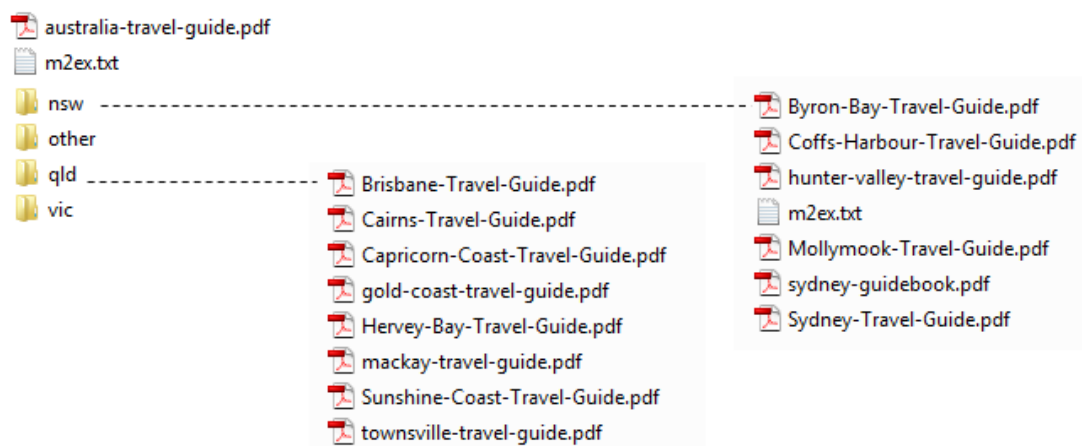 australia-travel-guide.pdf
m2ex.txt
nsw
other
qld
vic
Brisbane-Travel-Guide.pdf
Cairns-Travel-Guide.pdf
Capricorn-Coast-Travel-Guide.pdf
gold-coast-travel-guide.pdf
Hervey-Bay-Travel-Guide.pdf
mackay-travel-guide.pdf
Sunshine-Coast-Travel-Guide.pdf
townsville-travel-guide.pdf
Byron-Bay-Travel-Guide.pdf
Coffs-Harbour-Travel-Guide.pdf
hunter-valley-travel-guide.pdf
m2ex.txt
Mollymook-Travel-Guide.pdf
sydney-guidebook.pdf
Sydney-Travel-Guide.pdf